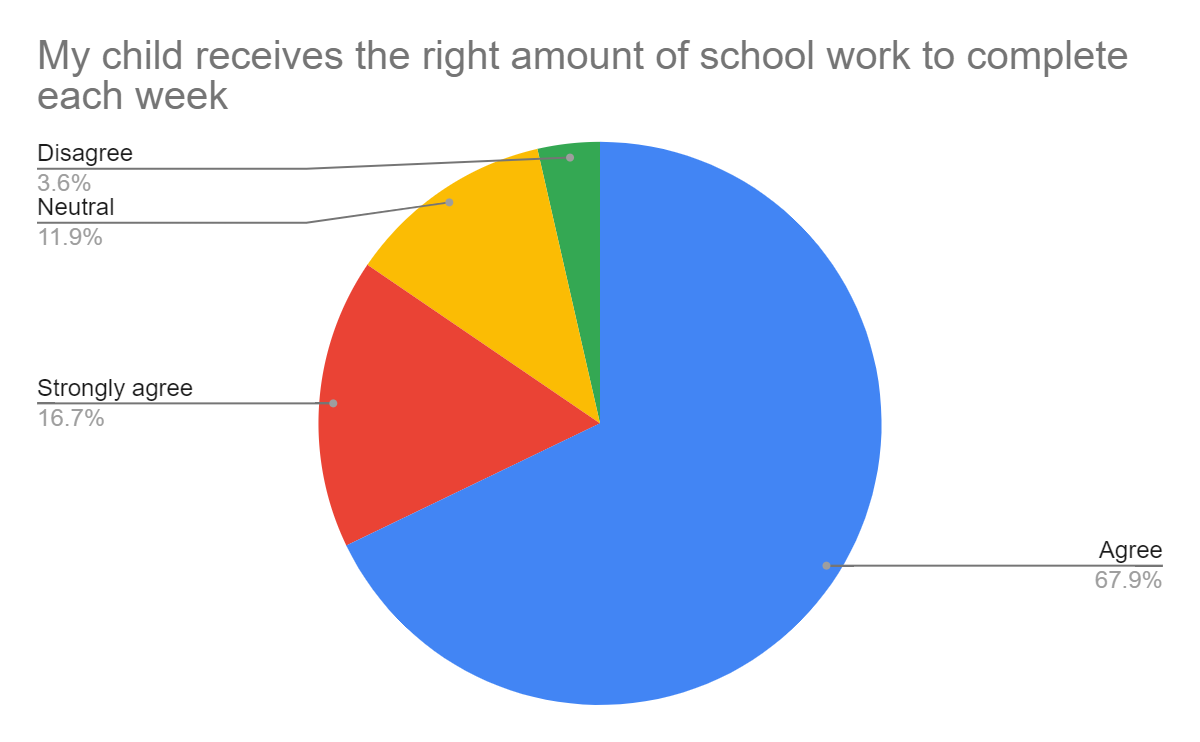 My child receives the right amount of school work to complete
each week
Disagree
3.6%
Neutral
11.9%
Strongly agree
16.7%
Agree
67.9%